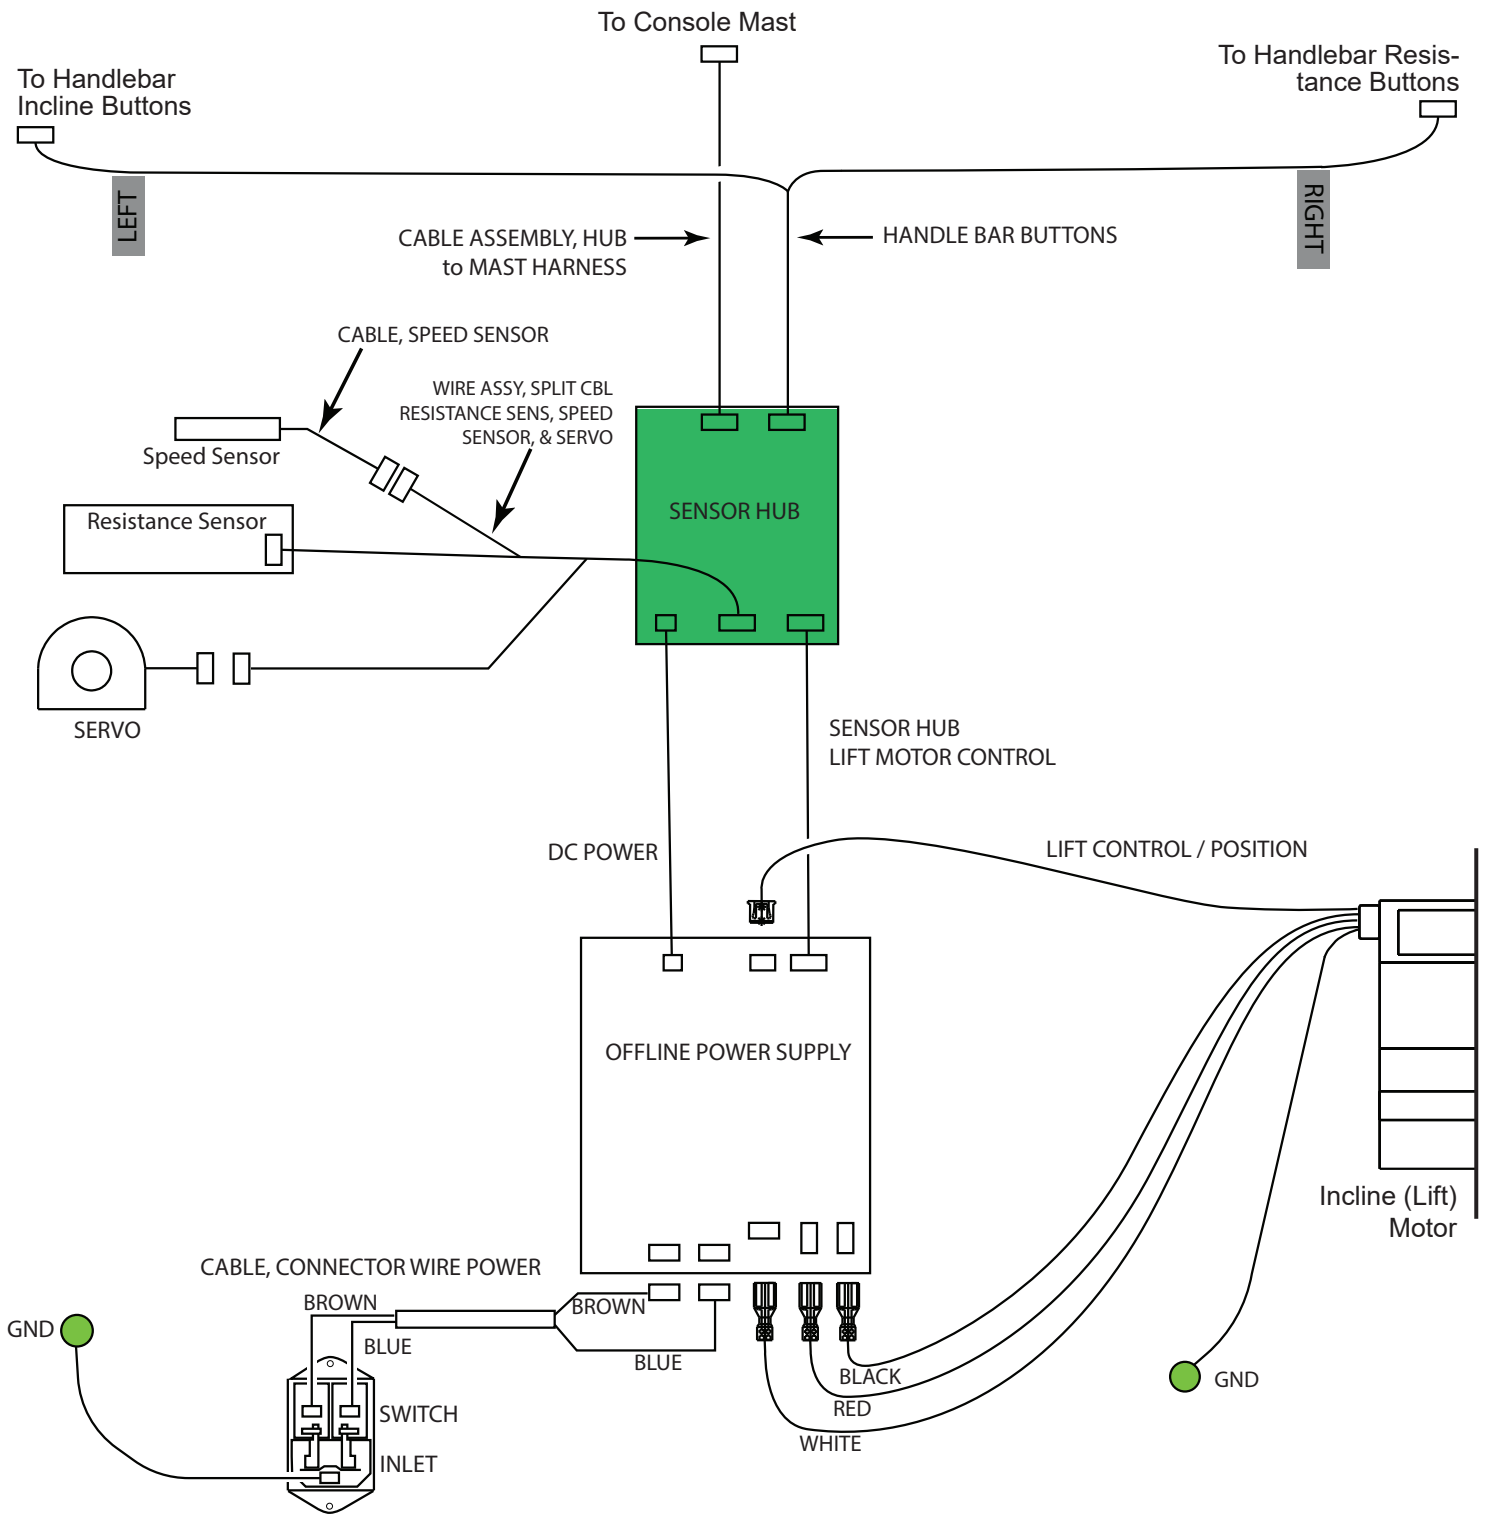 To Console Mast
To Handlebar
Incline Buttons
To Handlebar Resis-
tance Buttons
LEFT
RIGHT
CABLE ASSEMBLY, HUB
to MAST HARNESS
HANDLE BAR BUTTONS
CABLE, SPEED SENSOR
WIRE ASSY, SPLIT CBL
RESISTANCE SENS, SPEED
SENSOR, & SERVO
Speed Sensor
Resistance Sensor
SENSOR HUB
SERVO
SENSOR HUB
LIFT MOTOR CONTROL
DC POWER
LIFT CONTROL / POSITION
OFFLINE POWER SUPPLY
Incline (Lift)
Motor
CABLE, CONNECTOR WIRE POWER
BROWN
BROWN
GND
BLUE
BLUE
BLACK
RED
WHITE
GND
SWITCH
INLET